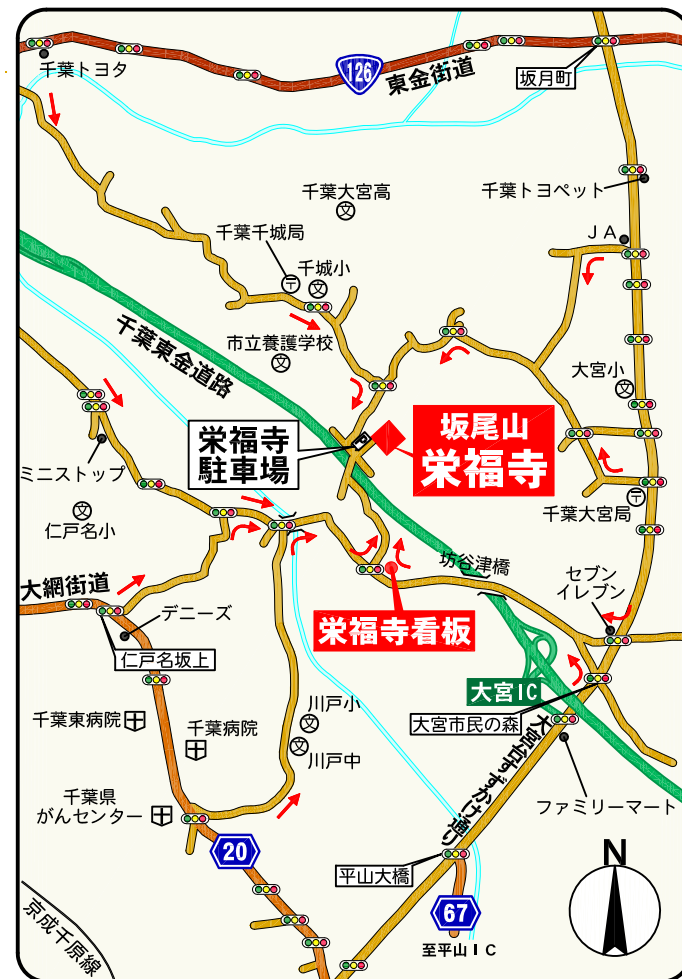 千葉トヨタ
126
東金街道
坂月町
千葉大宮高
千葉トヨペット
千葉千城局
千城小
JA
千葉東金道路
市立養護学校
大宮小
栄福寺
駐車場
P
坂尾山
栄福寺
ミニストップ
仁戸名小
千葉大宮局
大網街道
坊谷津橋
セブン
イレブン
デニーズ
栄福寺看板
仁戸名坂上
大宮IC
川戸小
千葉東病院
千葉病院
大宮市民の森
川戸中
大宮台すずかけ通り
千葉県
がんセンター
ファミリーマート
20
平山大橋
N
67
京成千原線
至平山IC